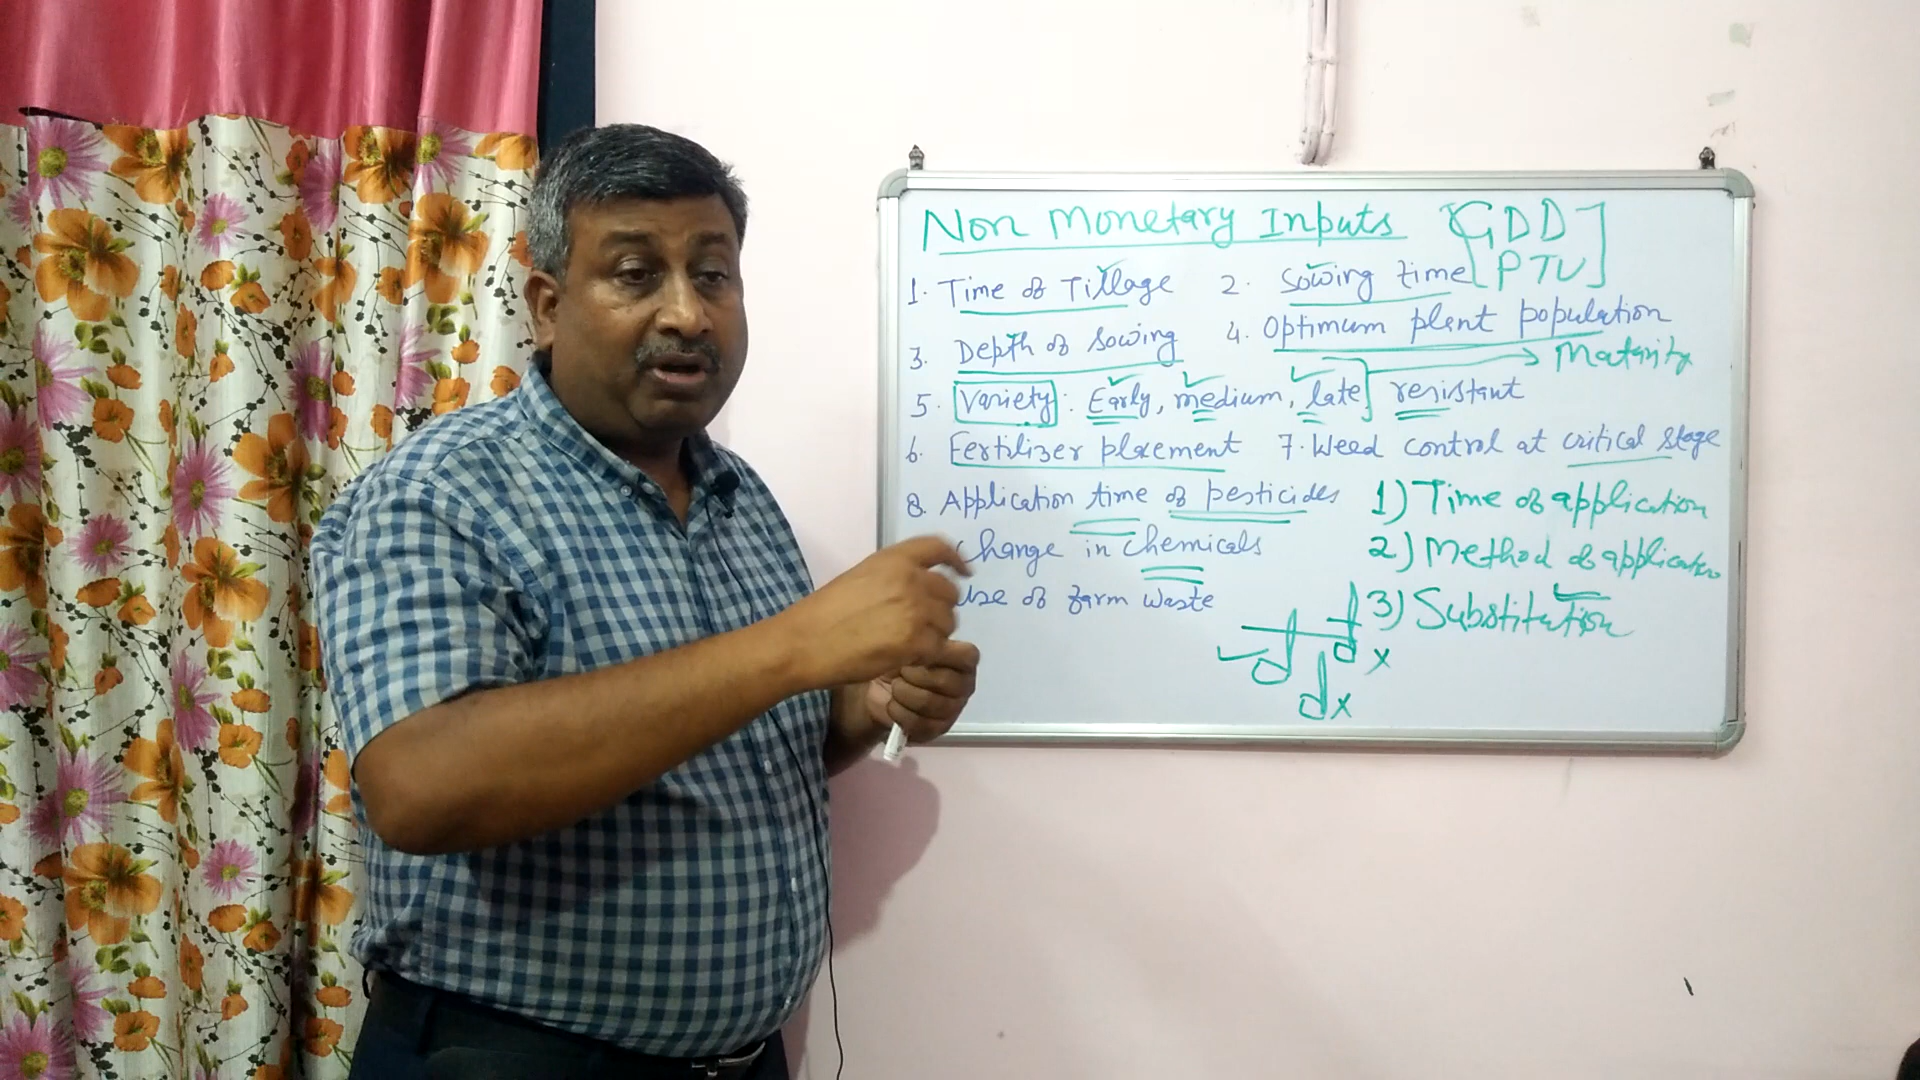 Non Monetary Inputs [GDD]
[PTU]
1. Time of Tillage 2. Sowing time
3. Depth of Sowing 4. Optimum plant population
→ Maturity
5. Variety: Early, medium, late] resistant
6. Fertilizer placement 7. Weed control at critical stage
8. Application time of pesticides
Change in chemicals
Use of farm waste
1) Time of application
2) Method of application
3) Substitution
d d x
d x